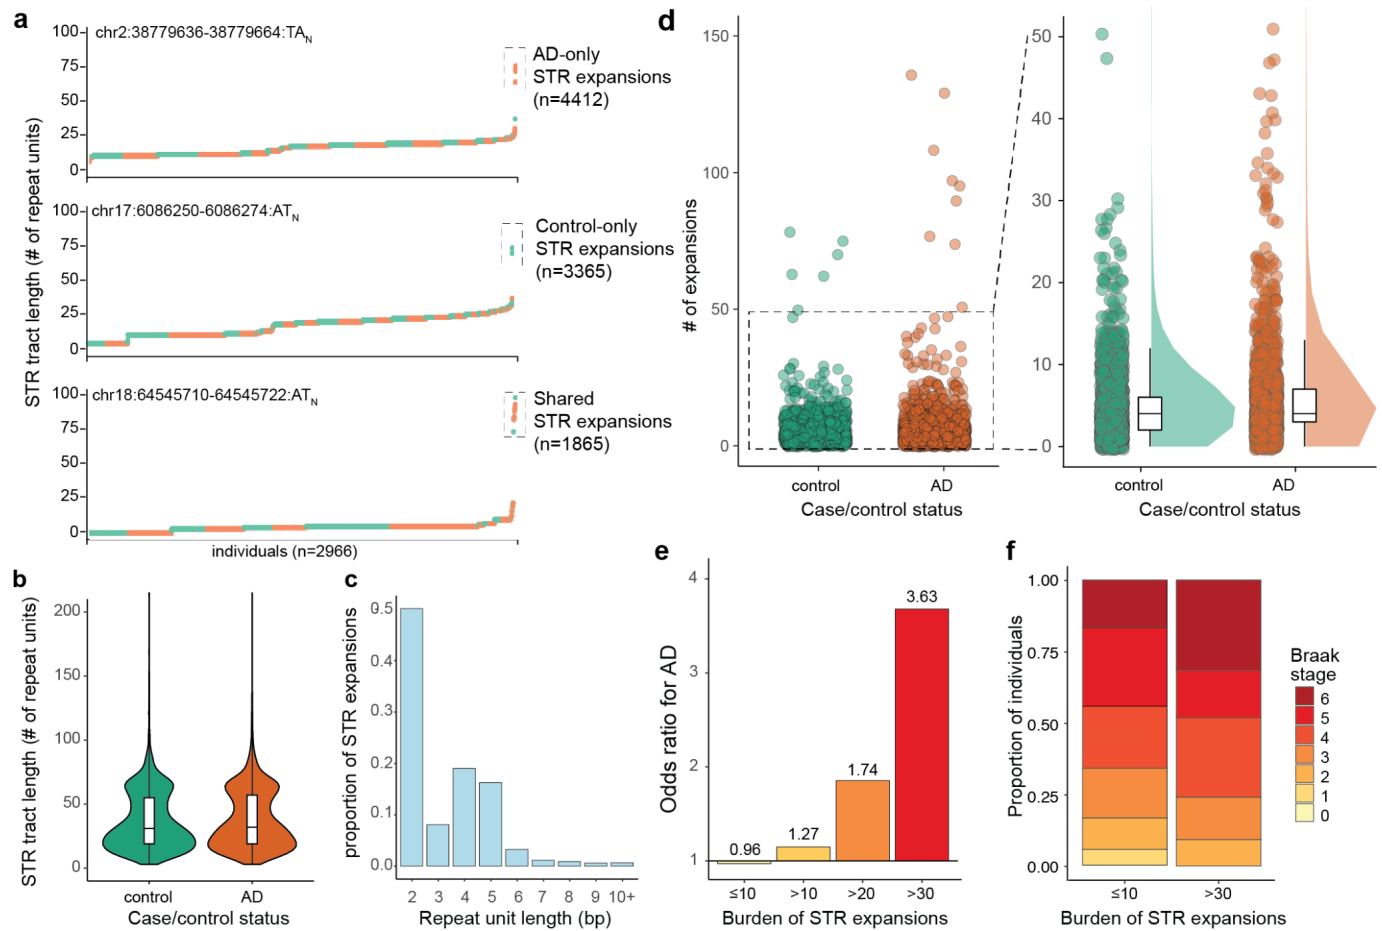 a
STR tract length (# of repeat units)
chr2:38779636-38779664:TA_N
100
75
50
25
0
AD-only
STR expansions
(n=4412)
chr17:6086250-6086274:AT_N
100
75
50
25
0
Control-only
STR expansions
(n=3365)
chr18:64545710-64545722:AT_N
100
75
50
25
0
Shared
STR expansions
(n=1865)
individuals (n=2966)
d
# of expansions
150
100
50
0
control
AD
Case/control status
50
40
30
20
10
0
control
AD
Case/control status
b
STR tract length (# of repeat units)
200
150
100
50
0
control
AD
Case/control status
c
proportion of STR expansions
0.5
0.4
0.3
0.2
0.1
0.0
2 3 4 5 6 7 8 9 10+
Repeat unit length (bp)
e
Odds ratio for AD
4
3
2
1
0.96
1.27
1.74
3.63
≤10 >10 >20 >30
Burden of STR expansions
f
Proportion of individuals
1.00
0.75
0.50
0.25
0.00
≤10 >30
Burden of STR expansions
Braak
stage
6
5
4
3
2
1
0